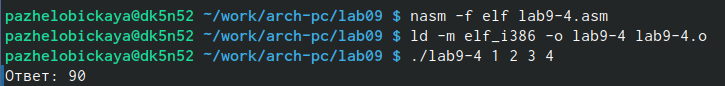 pazhelobickaya@dk5n52 ~/work/arch-pc/lab09 $ nasm -f elf lab9-4.asm
pazhelobickaya@dk5n52 ~/work/arch-pc/lab09 $ ld -m elf_i386 -o lab9-4 lab9-4.o
pazhelobickaya@dk5n52 ~/work/arch-pc/lab09 $ ./lab9-4 1 2 3 4
Ответ: 90